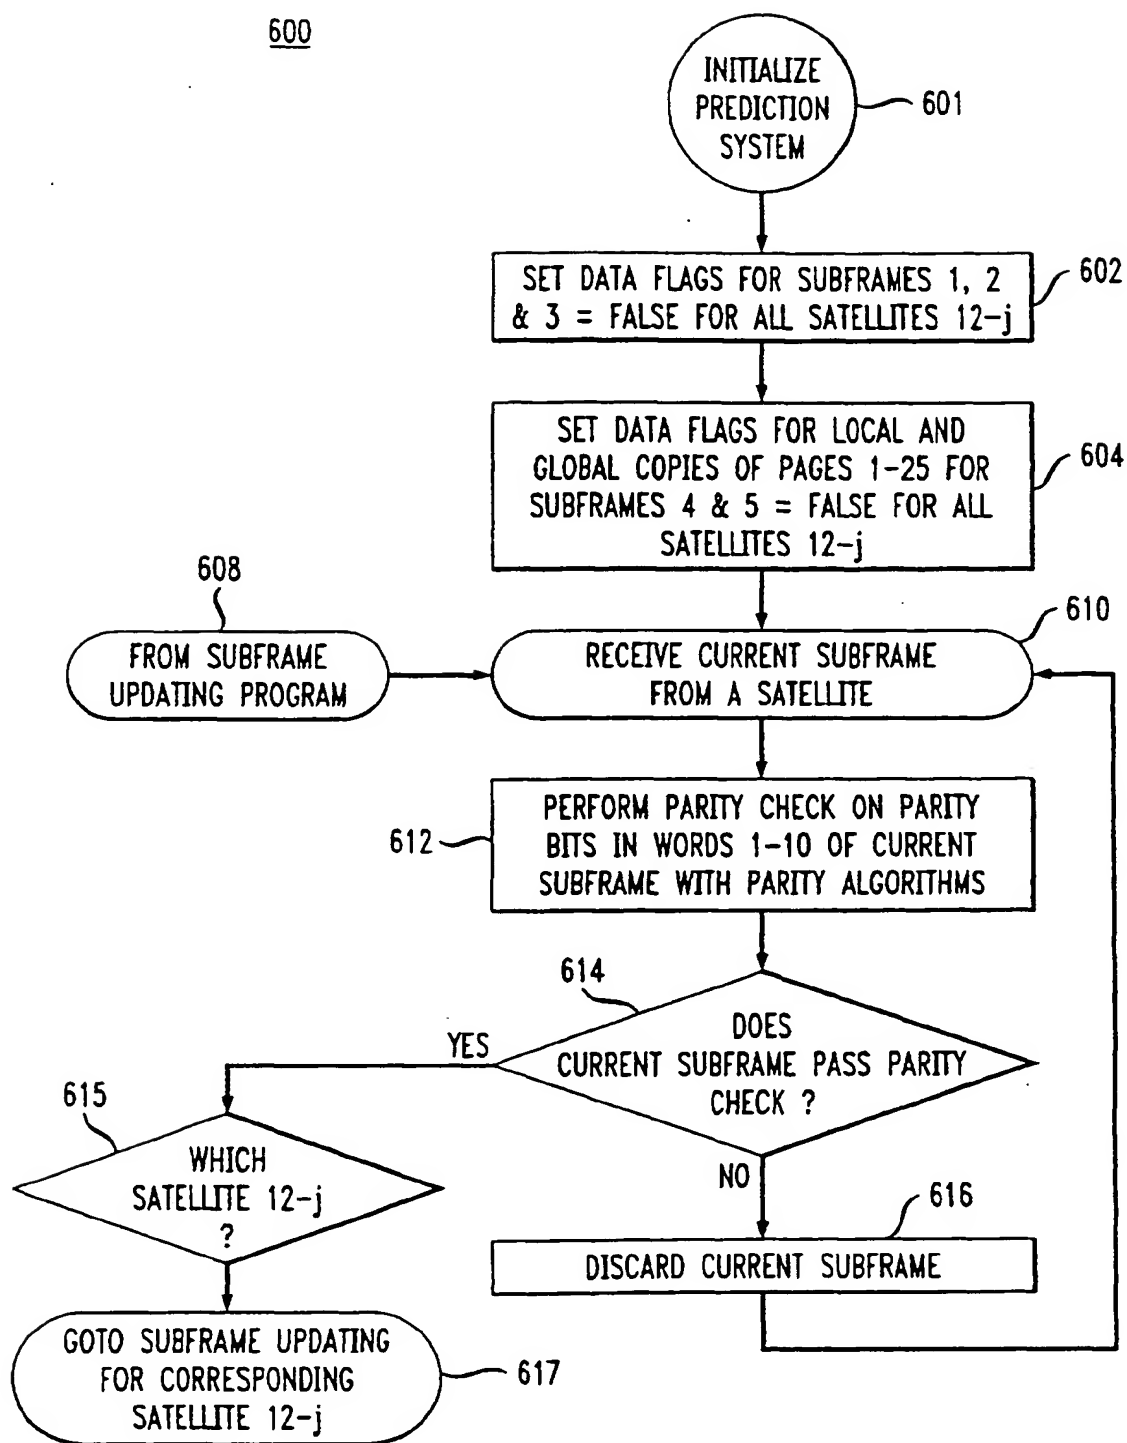 600
INITIALIZE
PREDICTION
SYSTEM
601
SET DATA FLAGS FOR SUBFRAMES 1, 2
& 3 = FALSE FOR ALL SATELLITES 12-j
602
SET DATA FLAGS FOR LOCAL AND
GLOBAL COPIES OF PAGES 1-25 FOR
SUBFRAMES 4 & 5 = FALSE FOR ALL
SATELLITES 12-j
604
608
FROM SUBFRAME
UPDATING PROGRAM
610
RECEIVE CURRENT SUBFRAME
FROM A SATELLITE
612
PERFORM PARITY CHECK ON PARITY
BITS IN WORDS 1-10 OF CURRENT
SUBFRAME WITH PARITY ALGORITHMS
614
DOES
CURRENT SUBFRAME PASS PARITY
CHECK ?
YES
NO
615
WHICH
SATELLITE 12-j
?
616
DISCARD CURRENT SUBFRAME
GOTO SUBFRAME UPDATING
FOR CORRESPONDING
SATELLITE 12-j
617